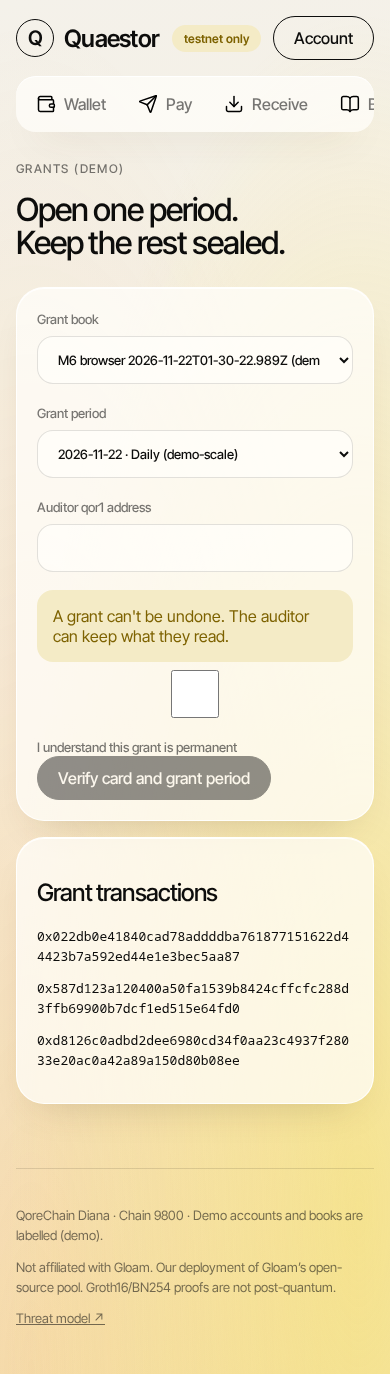 Q Quaestor testnet only Account
Wallet Pay Receive
GRANTS (DEMO)
Open one period.
Keep the rest sealed.
Grant book
M6 browser 2026-11-22T01-30-22.989Z (dem
Grant period
2026-11-22 · Daily (demo-scale)
Auditor qor1 address
A grant can't be undone. The auditor
can keep what they read.
I understand this grant is permanent
Verify card and grant period
Grant transactions
0x022db0e41840cad78addddba761877151622d4
4423b7a592ed44e1e3bec5aa87
0x587d123a120400a50fa1539b8424cffcfc288d
3ffb69900b7dcf1ed515e64fd0
0xd8126c0adbd2dee6980cd34f0aa23c4937f280
33e20ac0a42a89a150d80b08ee
QoreChain Diana · Chain 9800 · Demo accounts and books are
labelled (demo).
Not affiliated with Gloam. Our deployment of Gloam's open-
source pool. Groth16/BN254 proofs are not post-quantum.
Threat model ↗